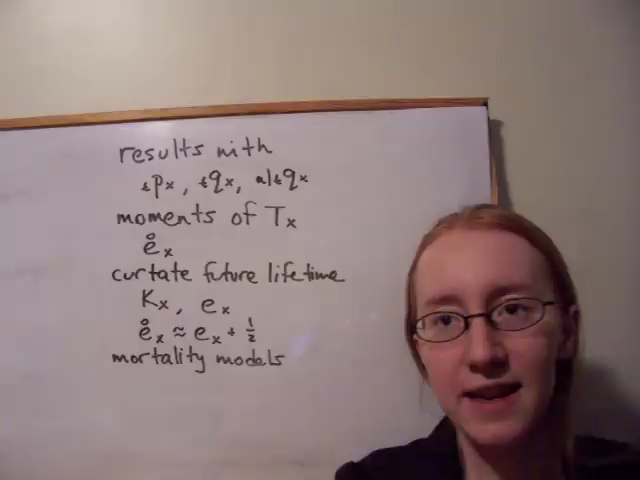 results with
ₜpₓ, ₜqₓ, ᵤ|ₜqₓ
moments of Tₓ
e̊ₓ
curtate future lifetime
Kₓ, eₓ
e̊ₓ ≈ eₓ + ½
mortality models